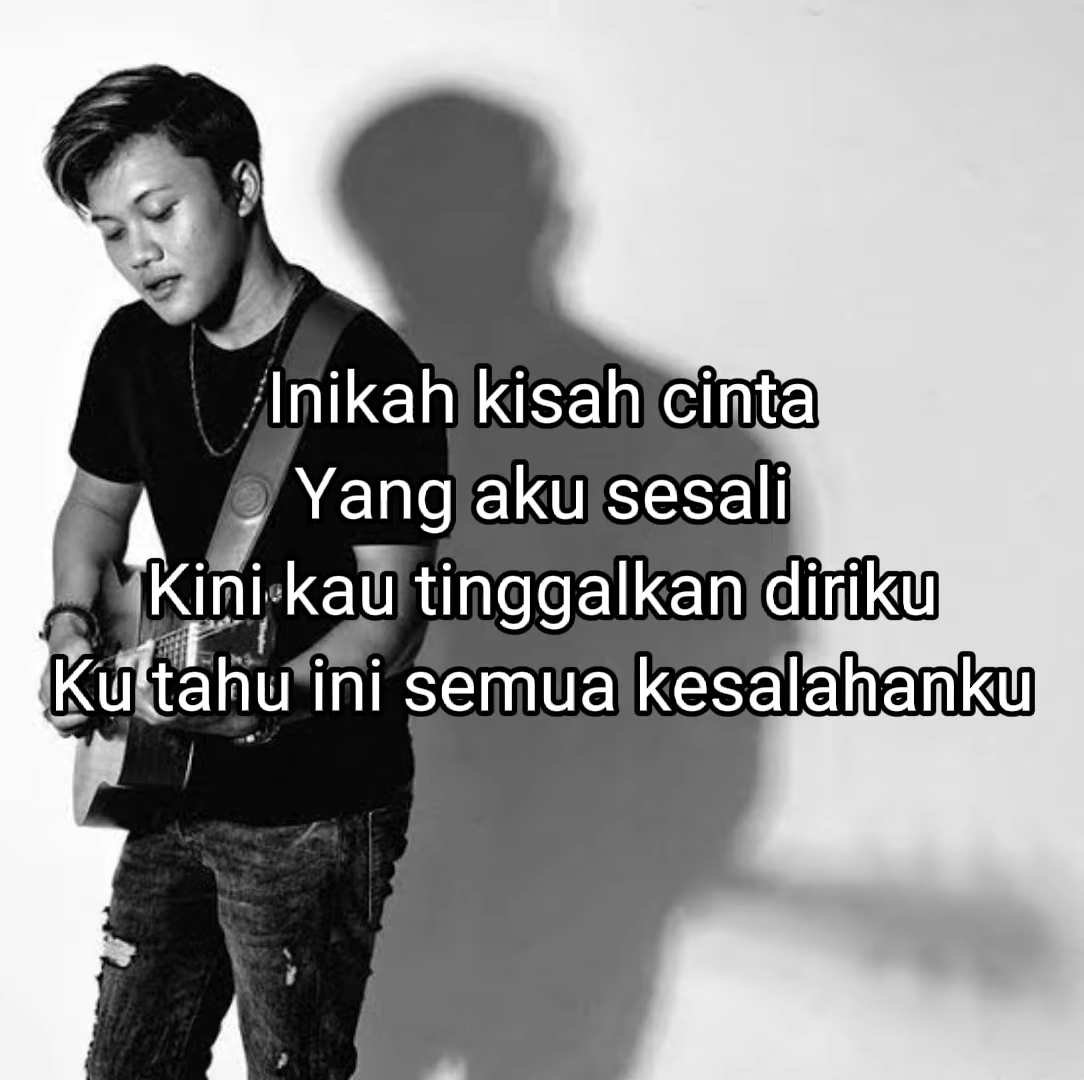 Inikah kisah cinta
Yang aku sesali
Kini kau tinggalkan diriku
Ku tahu ini semua kesalahanku